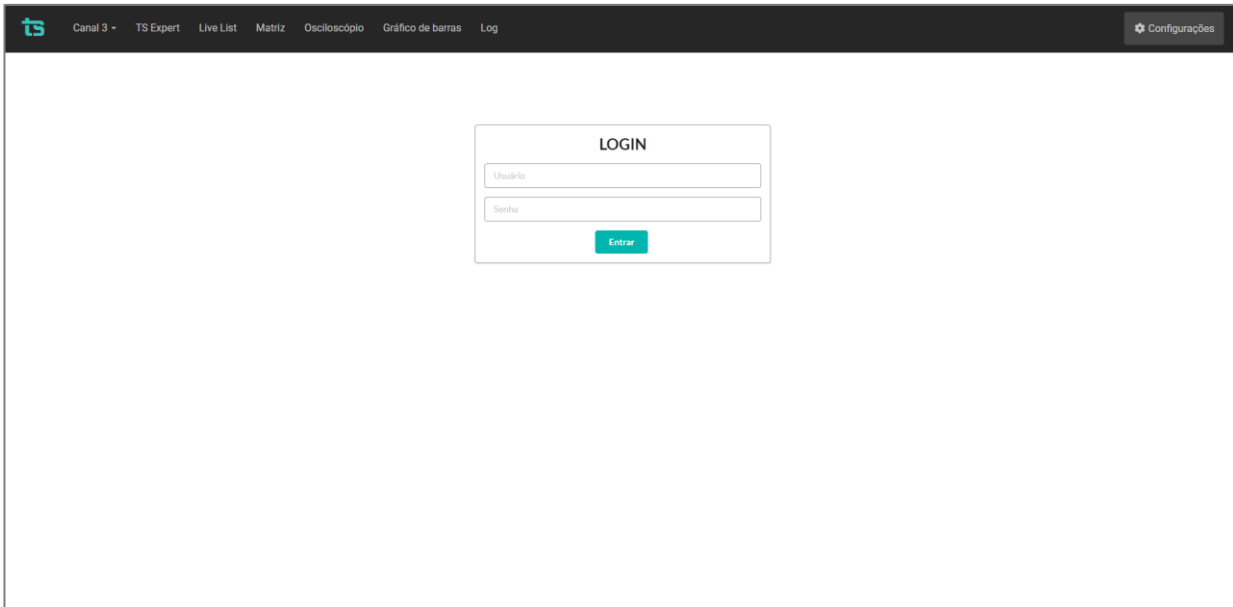 ts Canal 3 TS Expert Live List Matriz Osciloscópio Gráfico de barras Log Configurações
LOGIN
Usuário
Senha
Entrar